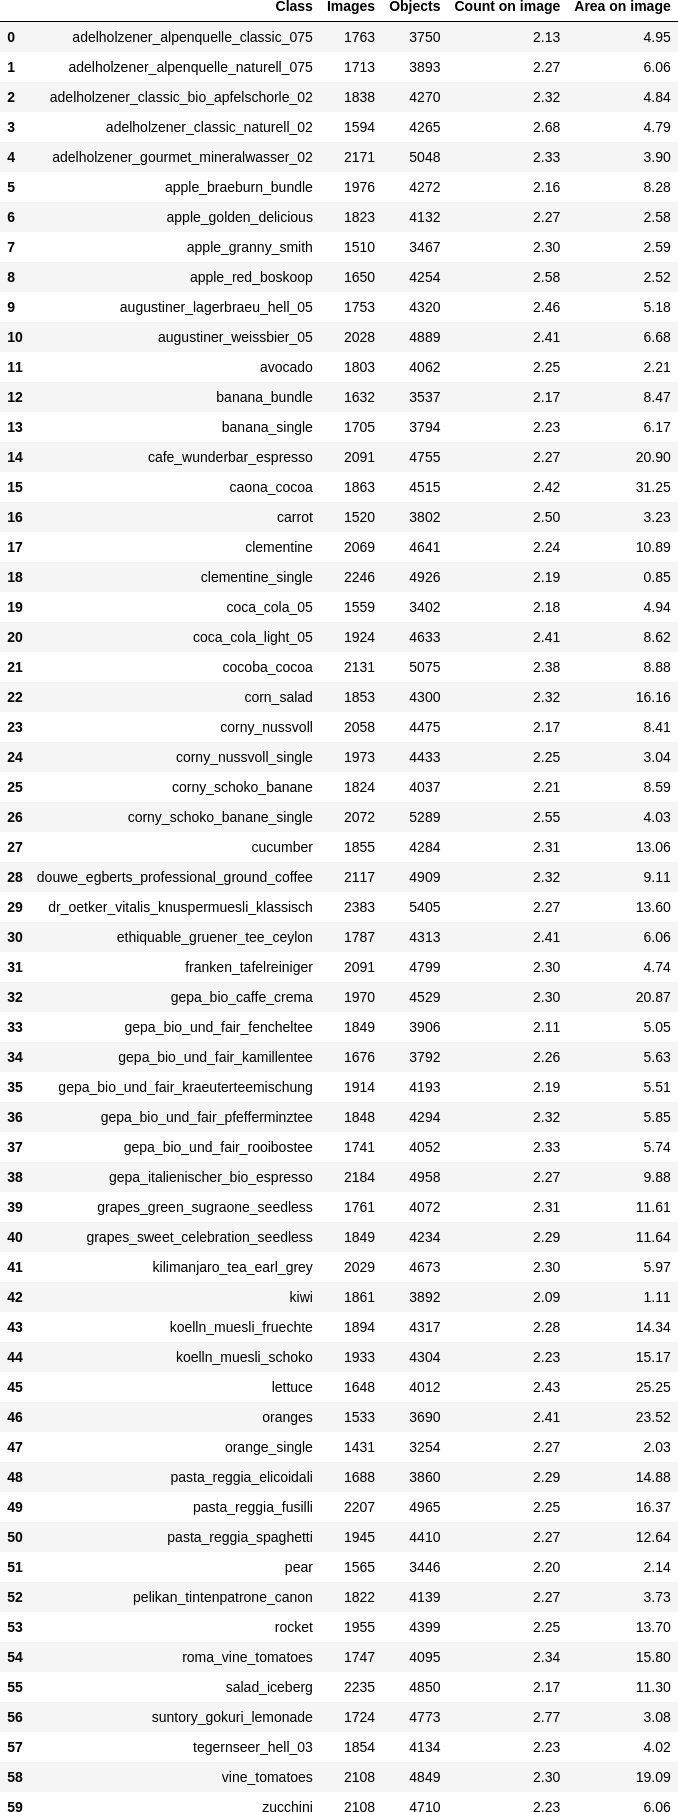 Class Images Objects Count on image Area on image
0 adelholzener_alpenquelle_classic_075 1763 3750 2.13 4.95
1 adelholzener_alpenquelle_naturell_075 1713 3893 2.27 6.06
2 adelholzener_classic_bio_apfelschorle_02 1838 4270 2.32 4.84
3 adelholzener_classic_naturell_02 1594 4265 2.68 4.79
4 adelholzener_gourmet_mineralwasser_02 2171 5048 2.33 3.90
5 apple_braeburn_bundle 1976 4272 2.16 8.28
6 apple_golden_delicious 1823 4132 2.27 2.58
7 apple_granny_smith 1510 3467 2.30 2.59
8 apple_red_boskoop 1650 4254 2.58 2.52
9 augustiner_lagerbraeu_hell_05 1753 4320 2.46 5.18
10 augustiner_weissbier_05 2028 4889 2.41 6.68
11 avocado 1803 4062 2.25 2.21
12 banana_bundle 1632 3537 2.17 8.47
13 banana_single 1705 3794 2.23 6.17
14 cafe_wunderbar_espresso 2091 4755 2.27 20.90
15 caona_cocoa 1863 4515 2.42 31.25
16 carrot 1520 3802 2.50 3.23
17 clementine 2069 4641 2.24 10.89
18 clementine_single 2246 4926 2.19 0.85
19 coca_cola_05 1559 3402 2.18 4.94
20 coca_cola_light_05 1924 4633 2.41 8.62
21 cocoba_cocoa 2131 5075 2.38 8.88
22 corn_salad 1853 4300 2.32 16.16
23 corny_nussvoll 2058 4475 2.17 8.41
24 corny_nussvoll_single 1973 4433 2.25 3.04
25 corny_schoko_banane 1824 4037 2.21 8.59
26 corny_schoko_banane_single 2072 5289 2.55 4.03
27 cucumber 1855 4284 2.31 13.06
28 douwe_egberts_professional_ground_coffee 2117 4909 2.32 9.11
29 dr_oetker_vitalis_knuspermuesli_klassisch 2383 5405 2.27 13.60
30 ethiquable_gruener_tee_ceylon 1787 4313 2.41 6.06
31 franken_tafelreiniger 2091 4799 2.30 4.74
32 gepa_bio_caffe_crema 1970 4529 2.30 20.87
33 gepa_bio_und_fair_fencheltee 1849 3906 2.11 5.05
34 gepa_bio_und_fair_kamillentee 1676 3792 2.26 5.63
35 gepa_bio_und_fair_kraeuterteemischung 1914 4193 2.19 5.51
36 gepa_bio_und_fair_pfefferminztee 1848 4294 2.32 5.85
37 gepa_bio_und_fair_rooibostee 1741 4052 2.33 5.74
38 gepa_italienischer_bio_espresso 2184 4958 2.27 9.88
39 grapes_green_sugraone_seedless 1761 4072 2.31 11.61
40 grapes_sweet_celebration_seedless 1849 4234 2.29 11.64
41 kilimanjaro_tea_earl_grey 2029 4673 2.30 5.97
42 kiwi 1861 3892 2.09 1.11
43 koelln_muesli_fruechte 1894 4317 2.28 14.34
44 koelln_muesli_schoko 1933 4304 2.23 15.17
45 lettuce 1648 4012 2.43 25.25
46 oranges 1533 3690 2.41 23.52
47 orange_single 1431 3254 2.27 2.03
48 pasta_reggia_elicoidali 1688 3860 2.29 14.88
49 pasta_reggia_fusilli 2207 4965 2.25 16.37
50 pasta_reggia_spaghetti 1945 4410 2.27 12.64
51 pear 1565 3446 2.20 2.14
52 pelikan_tintenpatrone_canon 1822 4139 2.27 3.73
53 rocket 1955 4399 2.25 13.70
54 roma_vine_tomatoes 1747 4095 2.34 15.80
55 salad_iceberg 2235 4850 2.17 11.30
56 suntory_gokuri_lemonade 1724 4773 2.77 3.08
57 tegernseer_hell_03 1854 4134 2.23 4.02
58 vine_tomatoes 2108 4849 2.30 19.09
59 zucchini 2108 4710 2.23 6.06